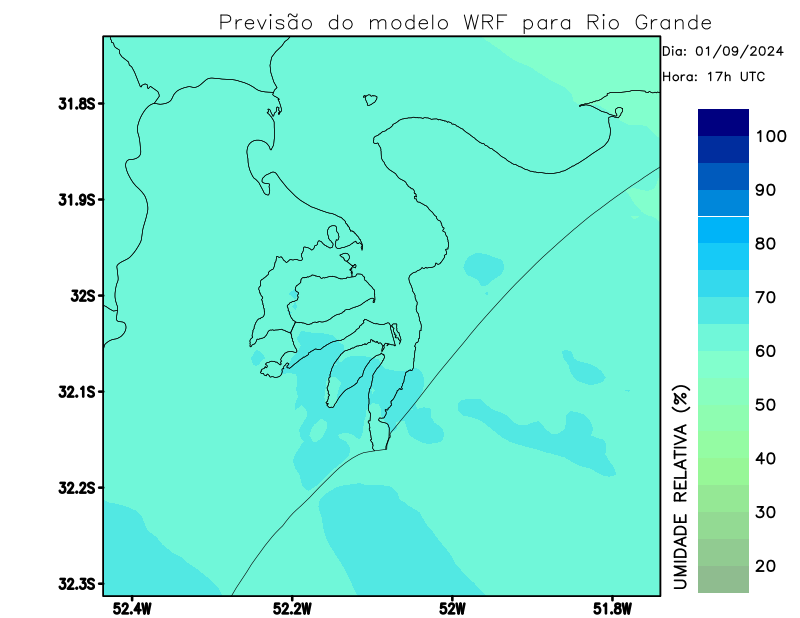 Previsão do modelo WRF para Rio Grande
Dia: 01/09/2024
Hora: 17h UTC
31.8S
31.9S
32S
32.1S
32.2S
32.3S
52.4W
52.2W
52W
51.8W
100
90
80
70
60
50
40
30
20
UMIDADE RELATIVA (%)